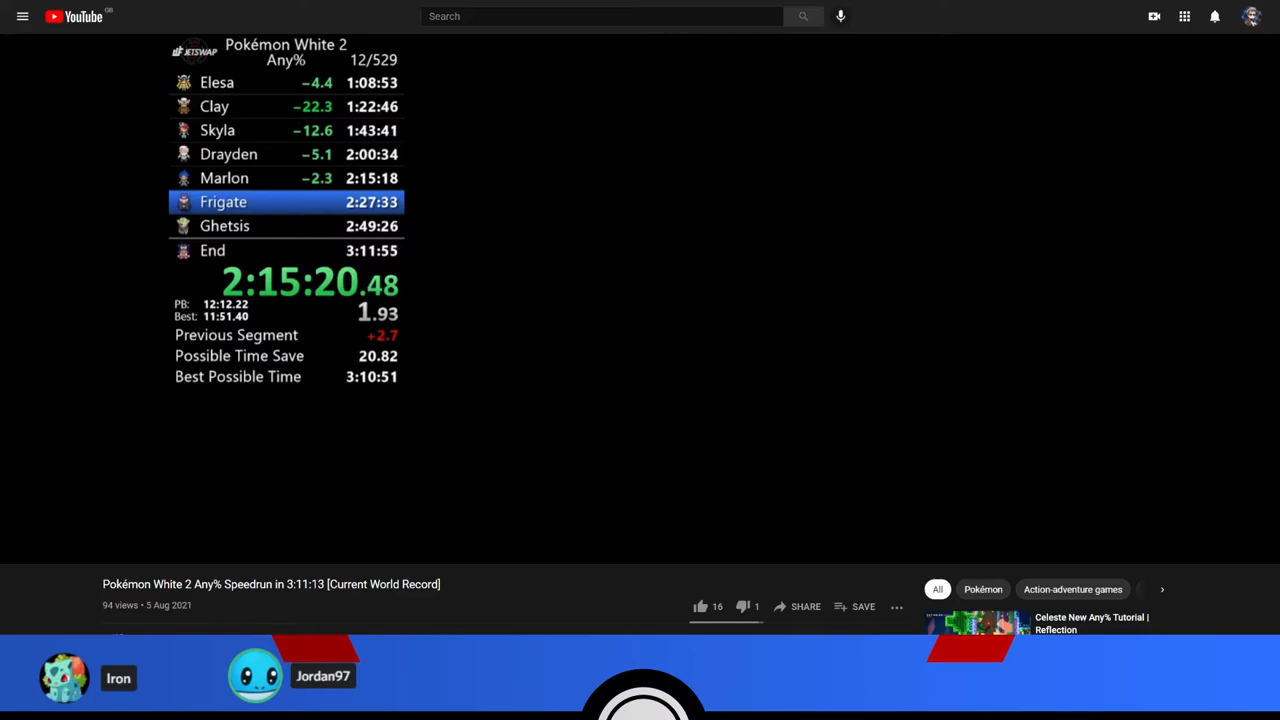 YouTube GB
Search
JETSWAP
Pokémon White 2
Any% 12/529
Elesa -4.4 1:08:53
Clay -22.3 1:22:46
Skyla -12.6 1:43:41
Drayden -5.1 2:00:34
Marlon -2.3 2:15:18
Frigate 2:27:33
Ghetsis 2:49:26
End 3:11:55
2:15:20.48
PB: 12:12.22
Best: 11:51.40
1.93
Previous Segment +2.7
Possible Time Save 20.82
Best Possible Time 3:10:51
Pokémon White 2 Any% Speedrun in 3:11:13 [Current World Record]
94 views • 5 Aug 2021
16 1 SHARE SAVE
All Pokémon Action-adventure games
Celeste New Any% Tutorial |
Reflection
Iron
Jordan97